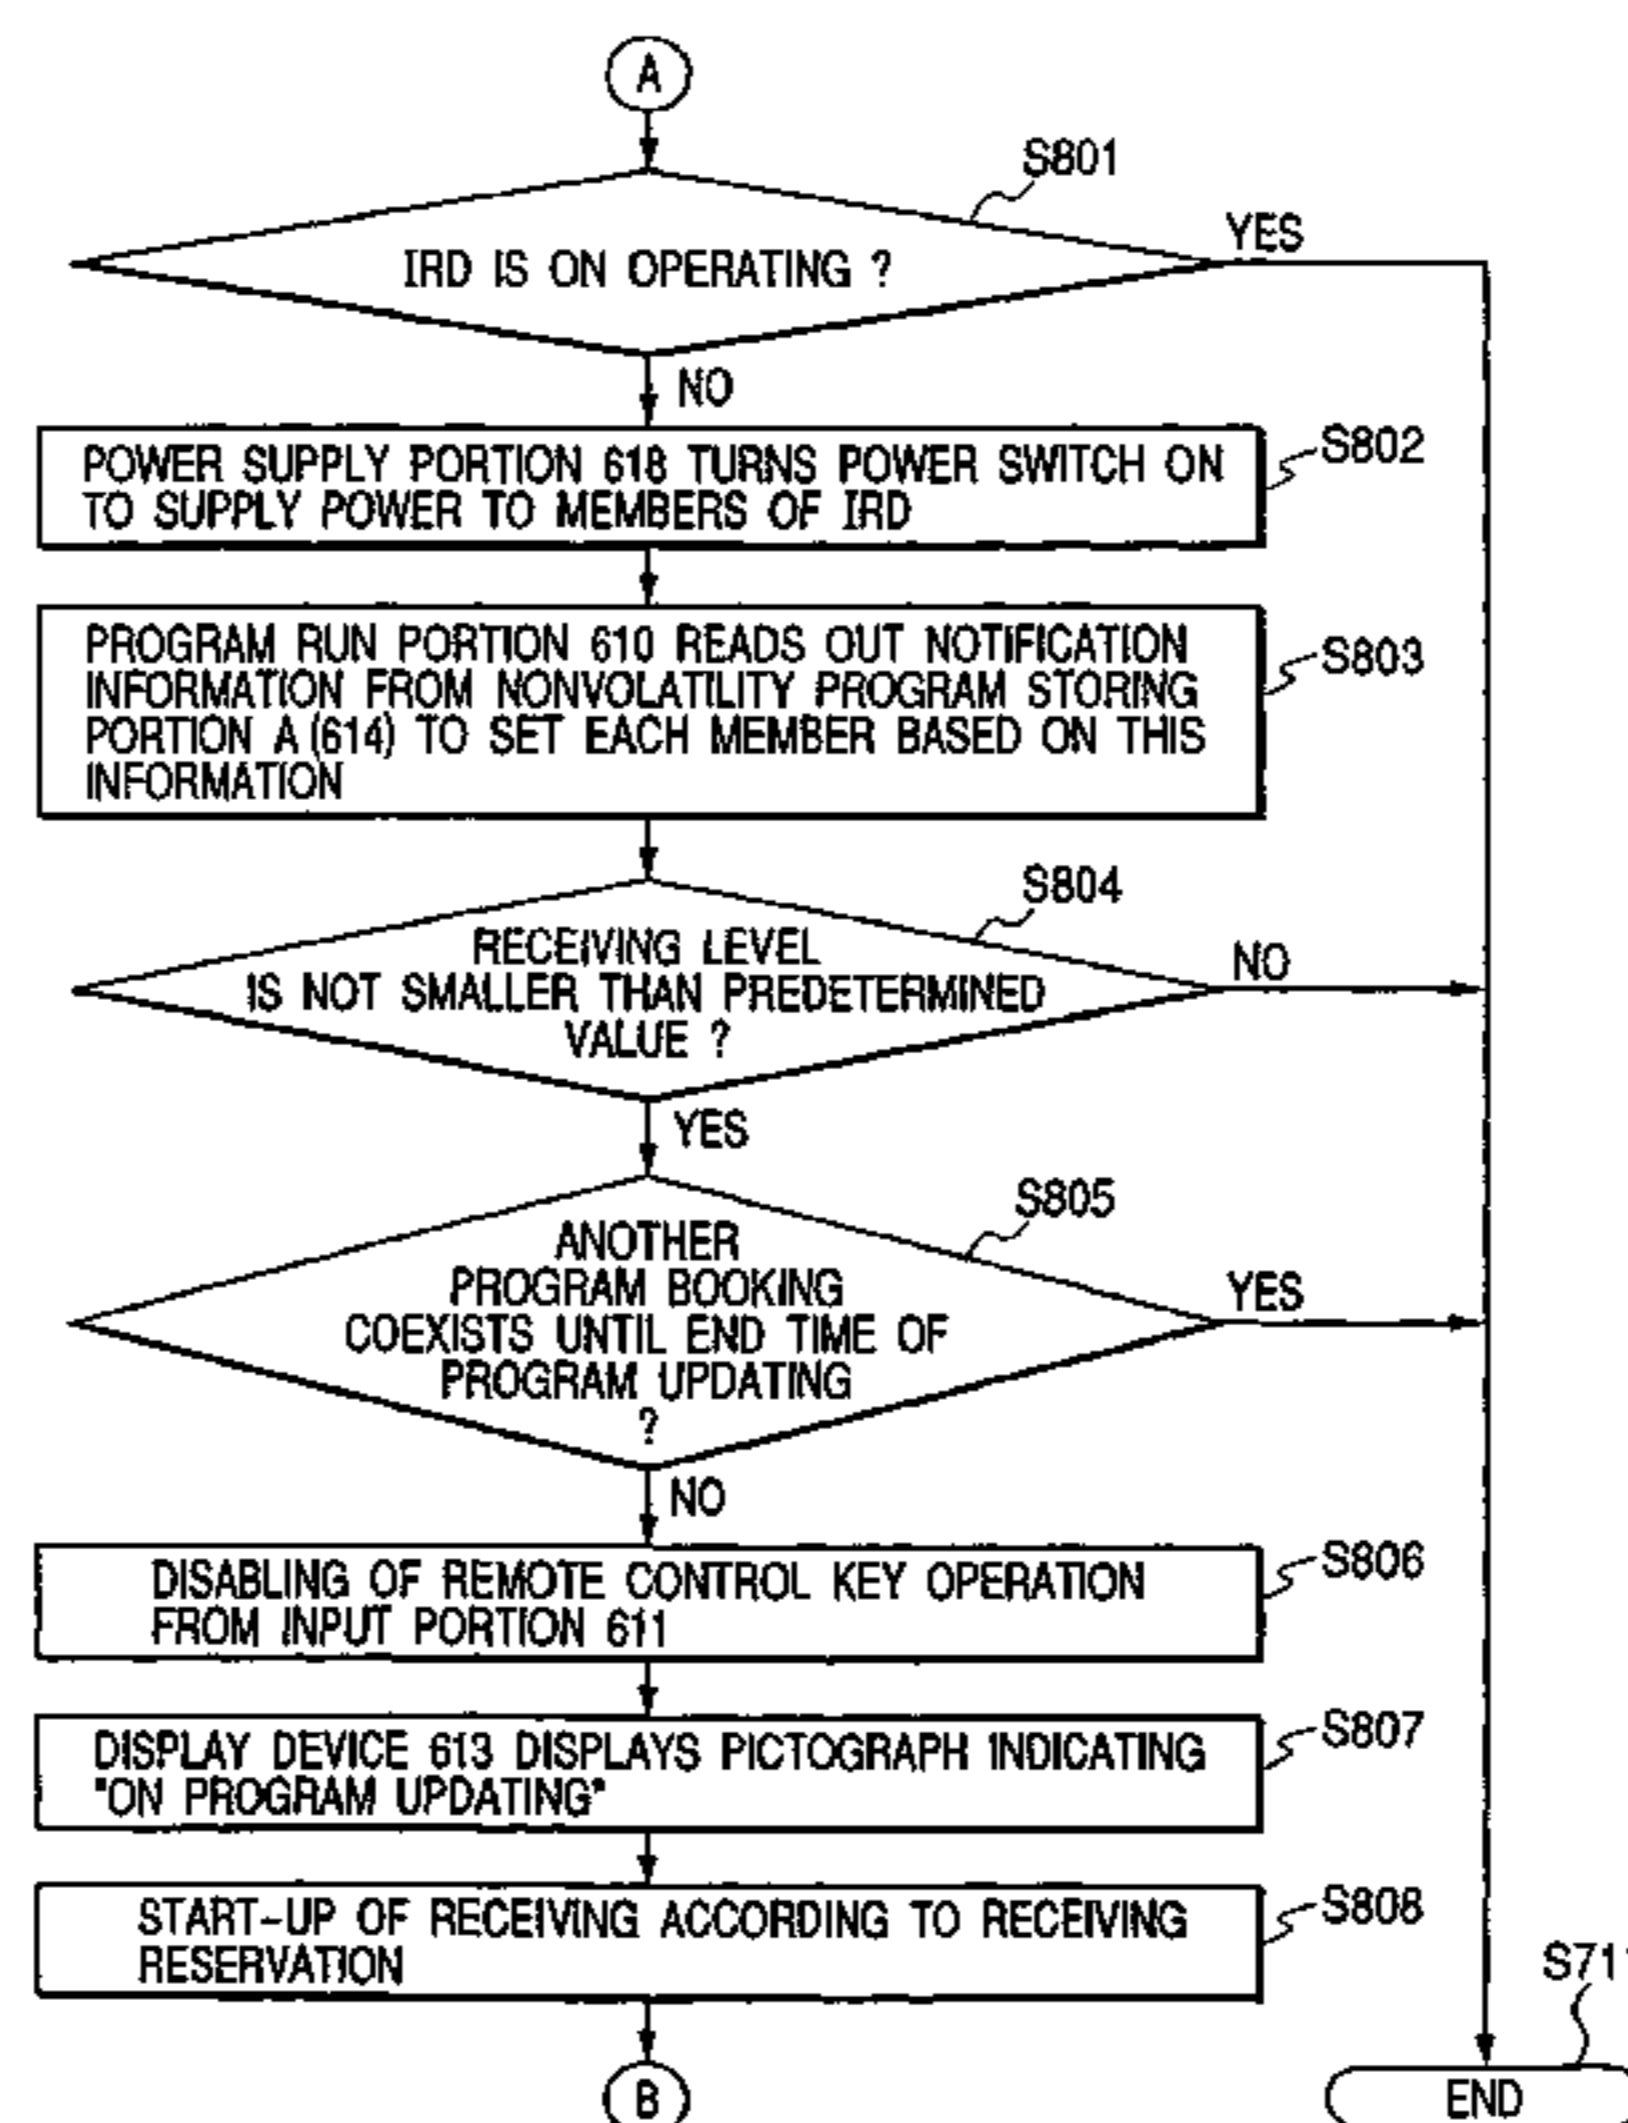 A
S801
IRD IS ON OPERATING ?
YES
NO
POWER SUPPLY PORTION 618 TURNS POWER SWITCH ON
TO SUPPLY POWER TO MEMBERS OF IRD
S802
PROGRAM RUN PORTION 610 READS OUT NOTIFICATION
INFORMATION FROM NONVOLATILITY PROGRAM STORING
PORTION A (614) TO SET EACH MEMBER BASED ON THIS
INFORMATION
S803
S804
RECEIVING LEVEL
IS NOT SMALLER THAN PREDETERMINED
VALUE ?
NO
YES
S805
ANOTHER
PROGRAM BOOKING
COEXISTS UNTIL END TIME OF
PROGRAM UPDATING
?
YES
NO
DISABLING OF REMOTE CONTROL KEY OPERATION
FROM INPUT PORTION 611
S806
DISPLAY DEVICE 613 DISPLAYS PICTOGRAPH INDICATING
"ON PROGRAM UPDATING"
S807
START-UP OF RECEIVING ACCORDING TO RECEIVING
RESERVATION
S808
S711
B
END